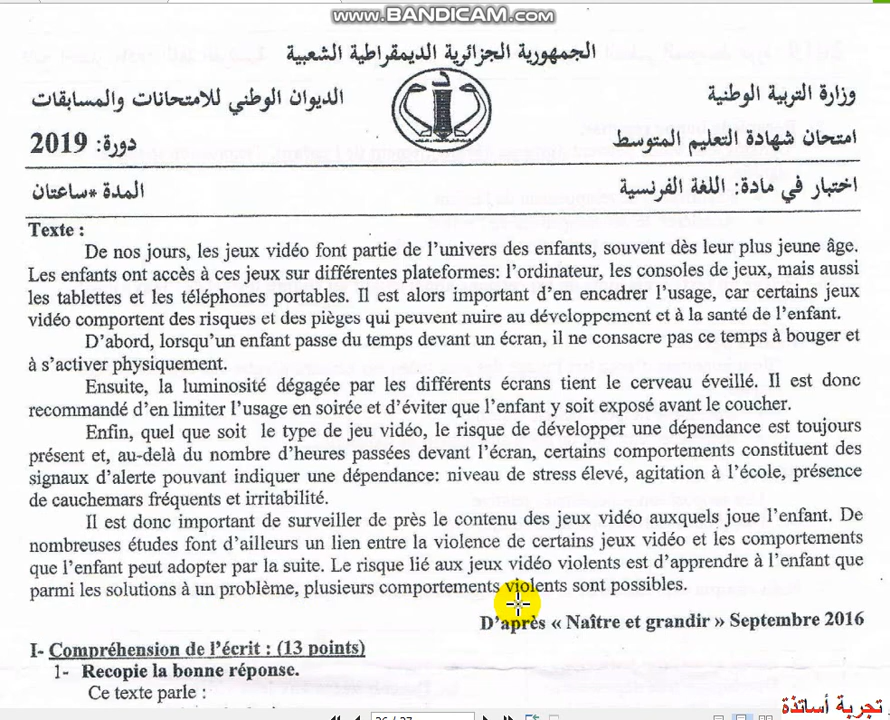 WWW.BANDICAM.COM
الجمهورية الجزائرية الديمقراطية الشعبية
وزارة التربية الوطنية
الديوان الوطني للامتحانات والمسابقات
امتحان شهادة التعليم المتوسط
دورة: 2019
اختبار في مادة: اللغة الفرنسية
المدة *ساعتان
Texte :
De nos jours, les jeux vidéo font partie de l'univers des enfants, souvent dès leur plus jeune âge.
Les enfants ont accès à ces jeux sur différentes plateformes: l'ordinateur, les consoles de jeux, mais aussi
les tablettes et les téléphones portables. Il est alors important d'en encadrer l'usage, car certains jeux
vidéo comportent des risques et des pièges qui peuvent nuire au développement et à la santé de l'enfant.
D'abord, lorsqu'un enfant passe du temps devant un écran, il ne consacre pas ce temps à bouger et
à s'activer physiquement.
Ensuite, la luminosité dégagée par les différents écrans tient le cerveau éveillé. Il est donc
recommandé d'en limiter l'usage en soirée et d'éviter que l'enfant y soit exposé avant le coucher.
Enfin, quel que soit le type de jeu vidéo, le risque de développer une dépendance est toujours
présent et, au-delà du nombre d'heures passées devant l'écran, certains comportements constituent des
signaux d'alerte pouvant indiquer une dépendance: niveau de stress élevé, agitation à l'école, présence
de cauchemars fréquents et irritabilité.
Il est donc important de surveiller de près le contenu des jeux vidéo auxquels joue l'enfant. De
nombreuses études font d'ailleurs un lien entre la violence de certains jeux vidéo et les comportements
que l'enfant peut adopter par la suite. Le risque lié aux jeux vidéo violents est d'apprendre à l'enfant que
parmi les solutions à un problème, plusieurs comportements violents sont possibles.
D'après « Naître et grandir » Septembre 2016
I- Compréhension de l'écrit : (13 points)
1- Recopie la bonne réponse.
Ce texte parle :
تجربة أساتذة